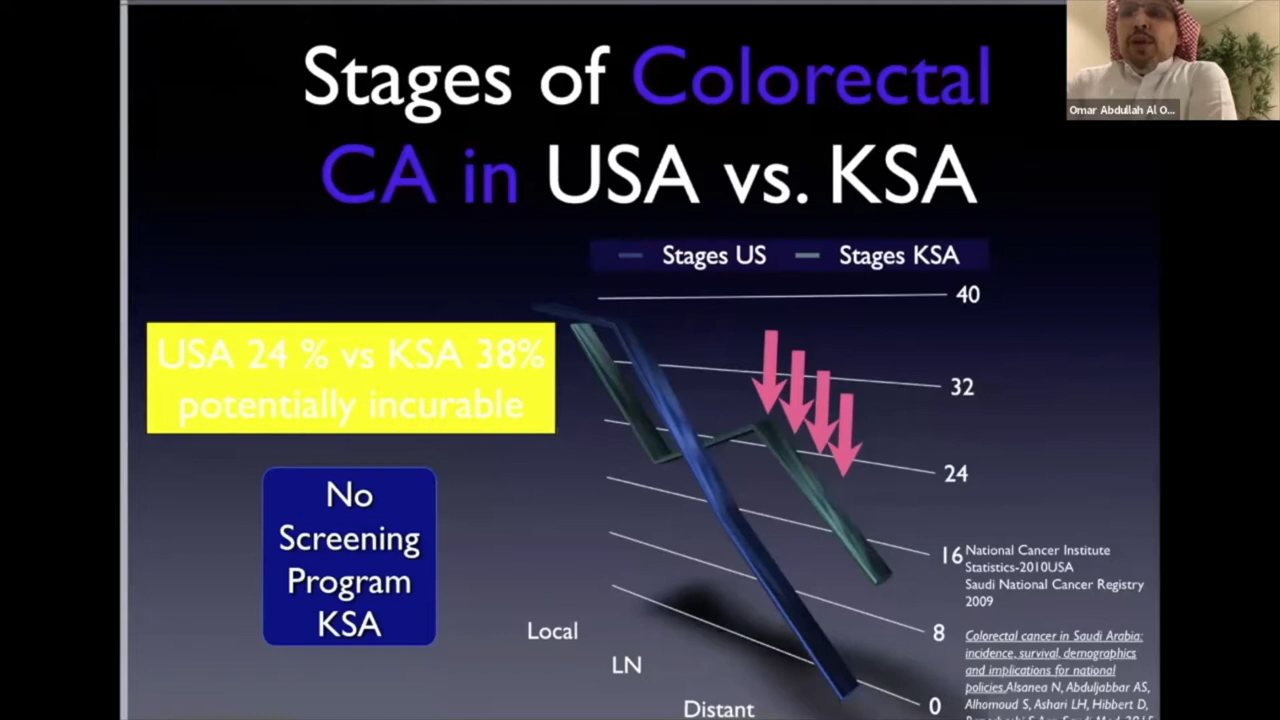 Stages of Colorectal
CA in USA vs. KSA
Omar Abdullah Al O...
Stages US
Stages KSA
USA 24 % vs KSA 38%
potentially incurable
No
Screening
Program
KSA
40
32
24
16
8
0
Local
LN
Distant
National Cancer Institute
Statistics-2010USA
Saudi National Cancer Registry
2009
Colorectal cancer in Saudi Arabia:
incidence, survival, demographics
and implications for national
policies.Alsanea N, Abduljabbar AS,
Alhomoud S, Ashari LH, Hibbert D,